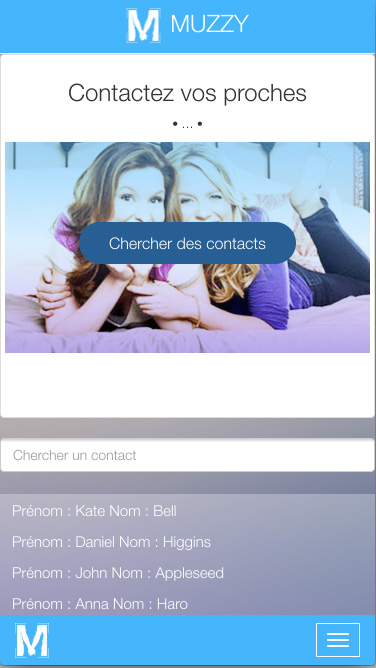 M MUZZY
Contactez vos proches
• ... •
Chercher des contacts
Chercher un contact
Prénom : Kate Nom : Bell
Prénom : Daniel Nom : Higgins
Prénom : John Nom : Appleseed
Prénom : Anna Nom : Haro
M